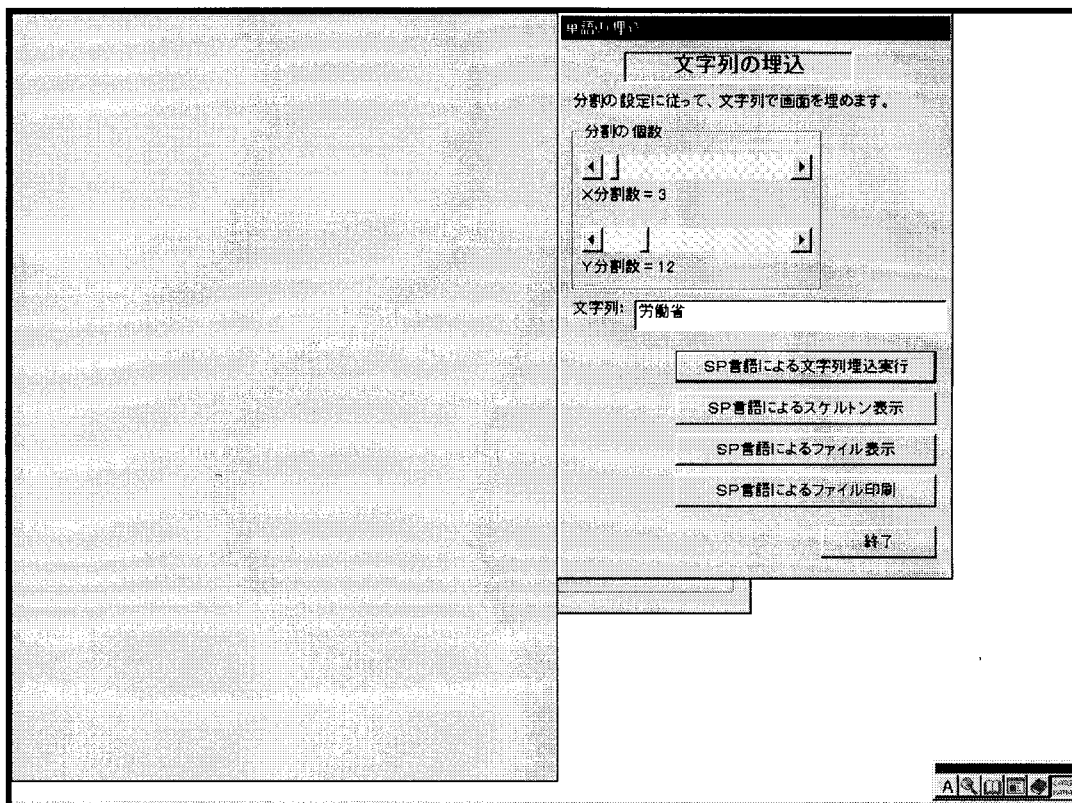 単語の埋込
文字列の埋込
分割の設定に従って、文字列で画面を埋めます。
分割の個数
X分割数 = 3
Y分割数 = 12
文字列: 労働省
SP言語による文字列埋込実行
SP言語によるスケルトン表示
SP言語によるファイル表示
SP言語によるファイル印刷
終了
A